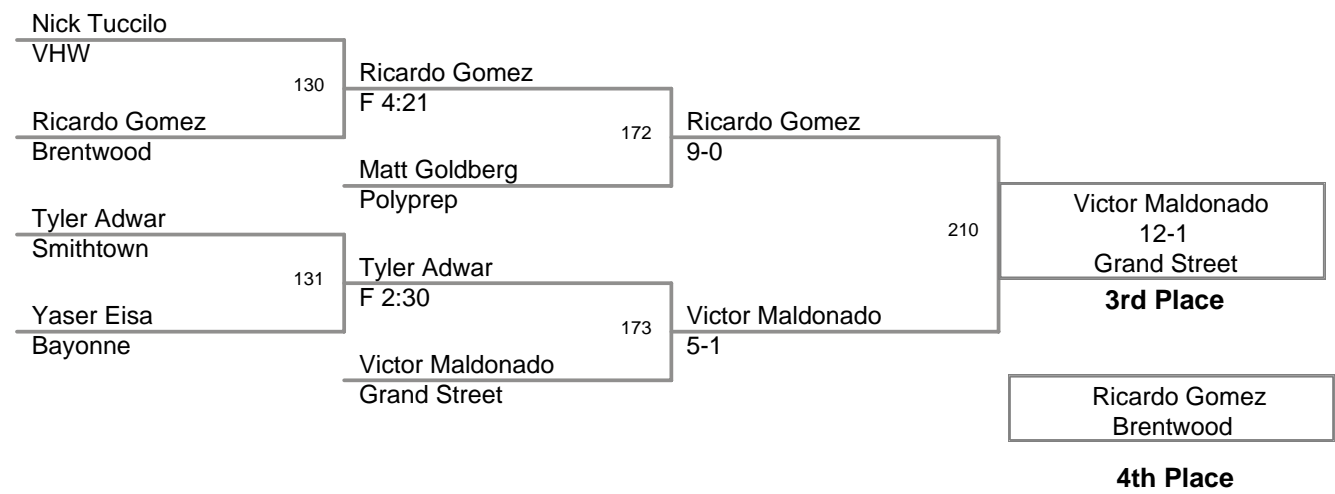 Nick Tuccilo
VHW
130
Ricardo Gomez
F 4:21
Ricardo Gomez
Brentwood
172
Ricardo Gomez
9-0
Matt Goldberg
Polyprep
Tyler Adwar
Smithtown
210
Victor Maldonado
12-1
Grand Street
3rd Place
131
Tyler Adwar
F 2:30
Yaser Eisa
Bayonne
173
Victor Maldonado
5-1
Victor Maldonado
Grand Street
Ricardo Gomez
Brentwood
4th Place